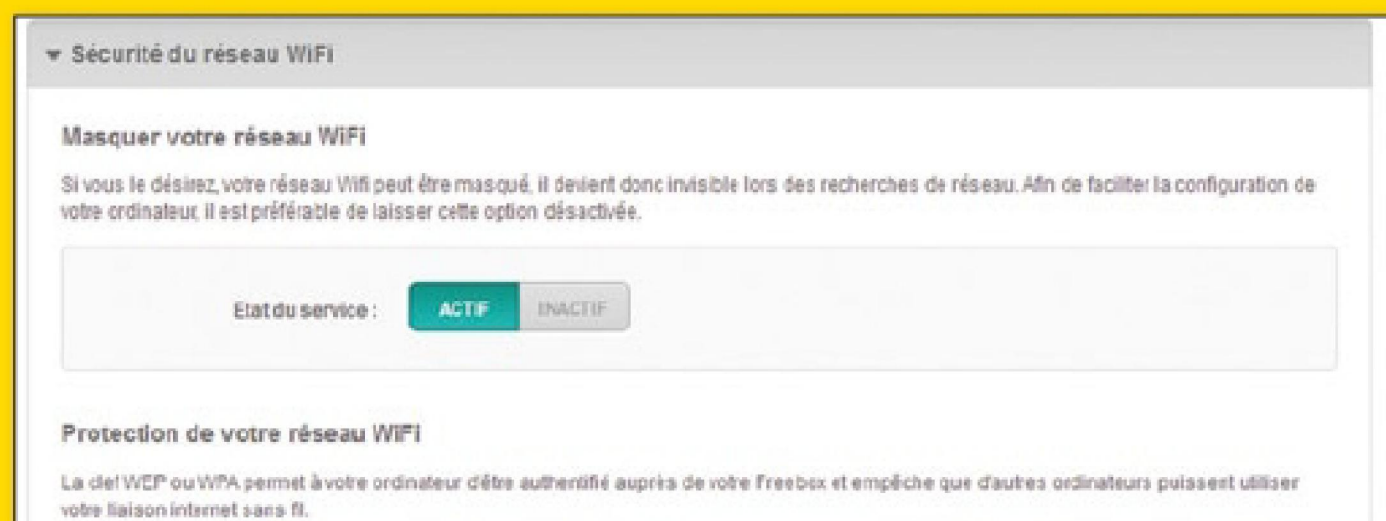 Sécurité du réseau WiFi
Masquer votre réseau WiFi
Si vous le désirez, votre réseau Wifi peut être masqué, il devient donc invisible lors des recherches de réseau. Afin de faciliter la configuration de
votre ordinateur, il est préférable de laisser cette option désactivée.
Etat du service :
ACTIF
INACTIF
Protection de votre réseau WiFi
La clef WEP ou WPA permet à votre ordinateur d'être authentifié auprès de votre Freebox et empêche que d'autres ordinateurs puissent utiliser
votre liaison internet sans fil.